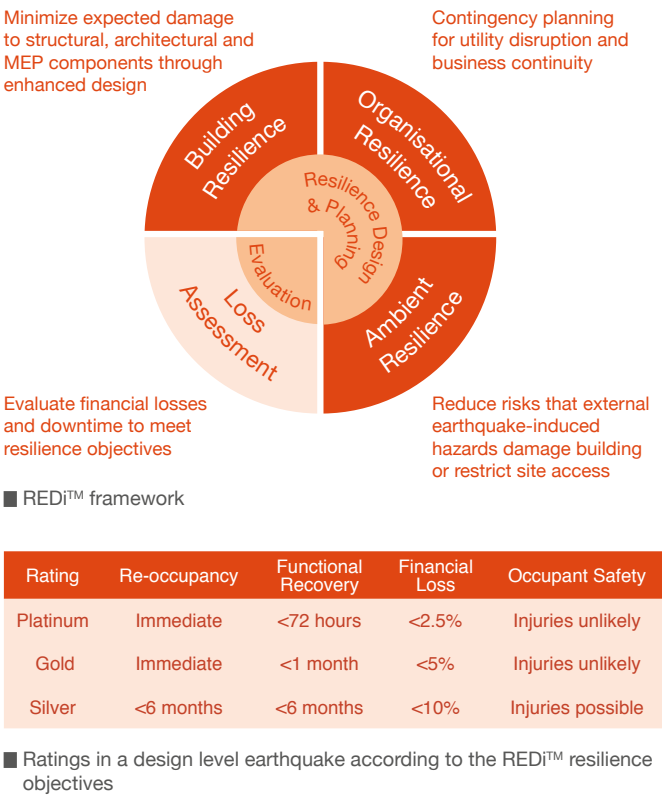 Minimize expected damage
to structural, architectural and
MEP components through
enhanced design
Contingency planning
for utility disruption and
business continuity
Building
Resilience
Organisational
Resilience
Resilience Design
& Planning
Evaluation
Loss
Assessment
Ambient
Resilience
Evaluate financial losses
and downtime to meet
resilience objectives
Reduce risks that external
earthquake-induced
hazards damage building
or restrict site access
REDi™ framework
Rating Re-occupancy Functional Recovery Financial Loss Occupant Safety
Platinum Immediate <72 hours <2.5% Injuries unlikely
Gold Immediate <1 month <5% Injuries unlikely
Silver <6 months <6 months <10% Injuries possible
Ratings in a design level earthquake according to the REDi™ resilience
objectives